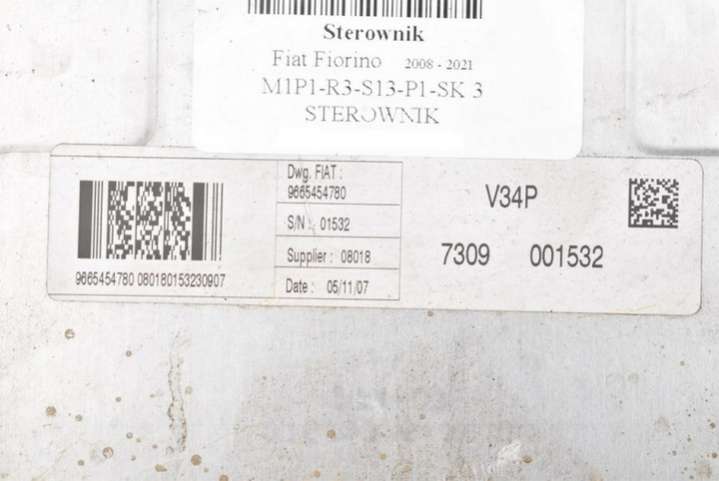 Sterownik
Fiat Fiorino 2008 - 2021
M1P1-R3-S13-P1-SK 3
STEROWNIK
Dwg. FIAT :
9665454780
S/N : 01532
Supplier : 08018
Date : 05/11/07
9665454780 080180153230907
V34P
7309 001532